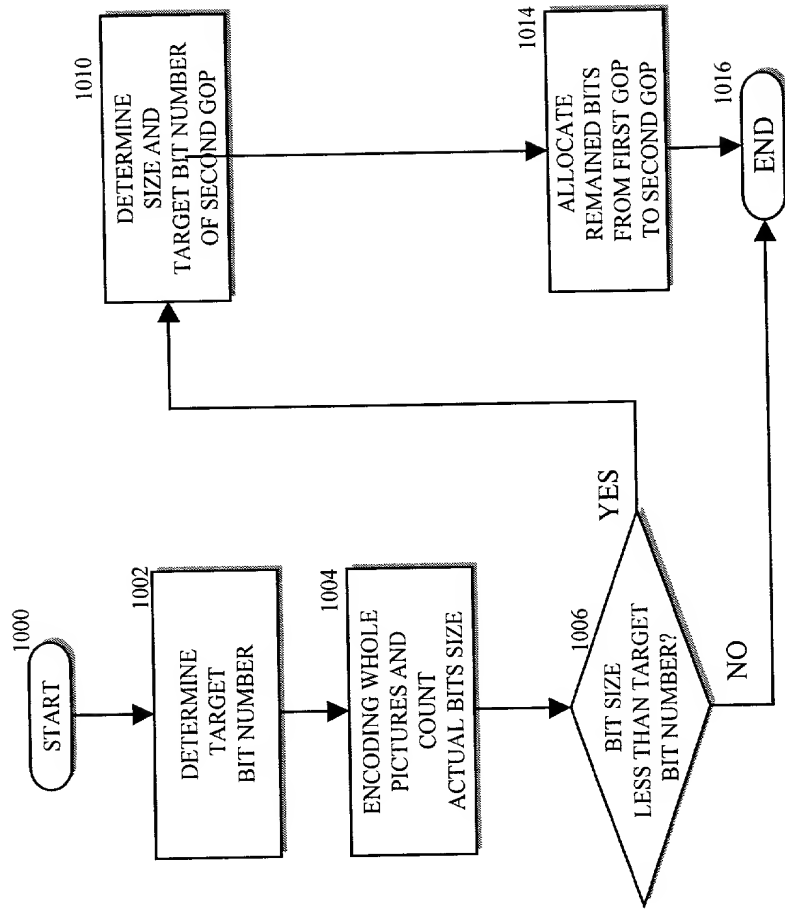 1000
START
1002
DETERMINE
TARGET
BIT NUMBER
1004
ENCODING WHOLE
PICTURES AND
COUNT
ACTUAL BITS SIZE
1006
BIT SIZE
LESS THAN TARGET
BIT NUMBER?
YES
NO
1010
DETERMINE
SIZE AND
TARGET BIT NUMBER
OF SECOND GOP
1014
ALLOCATE
REMAINED BITS
FROM FIRST GOP
TO SECOND GOP
1016
END